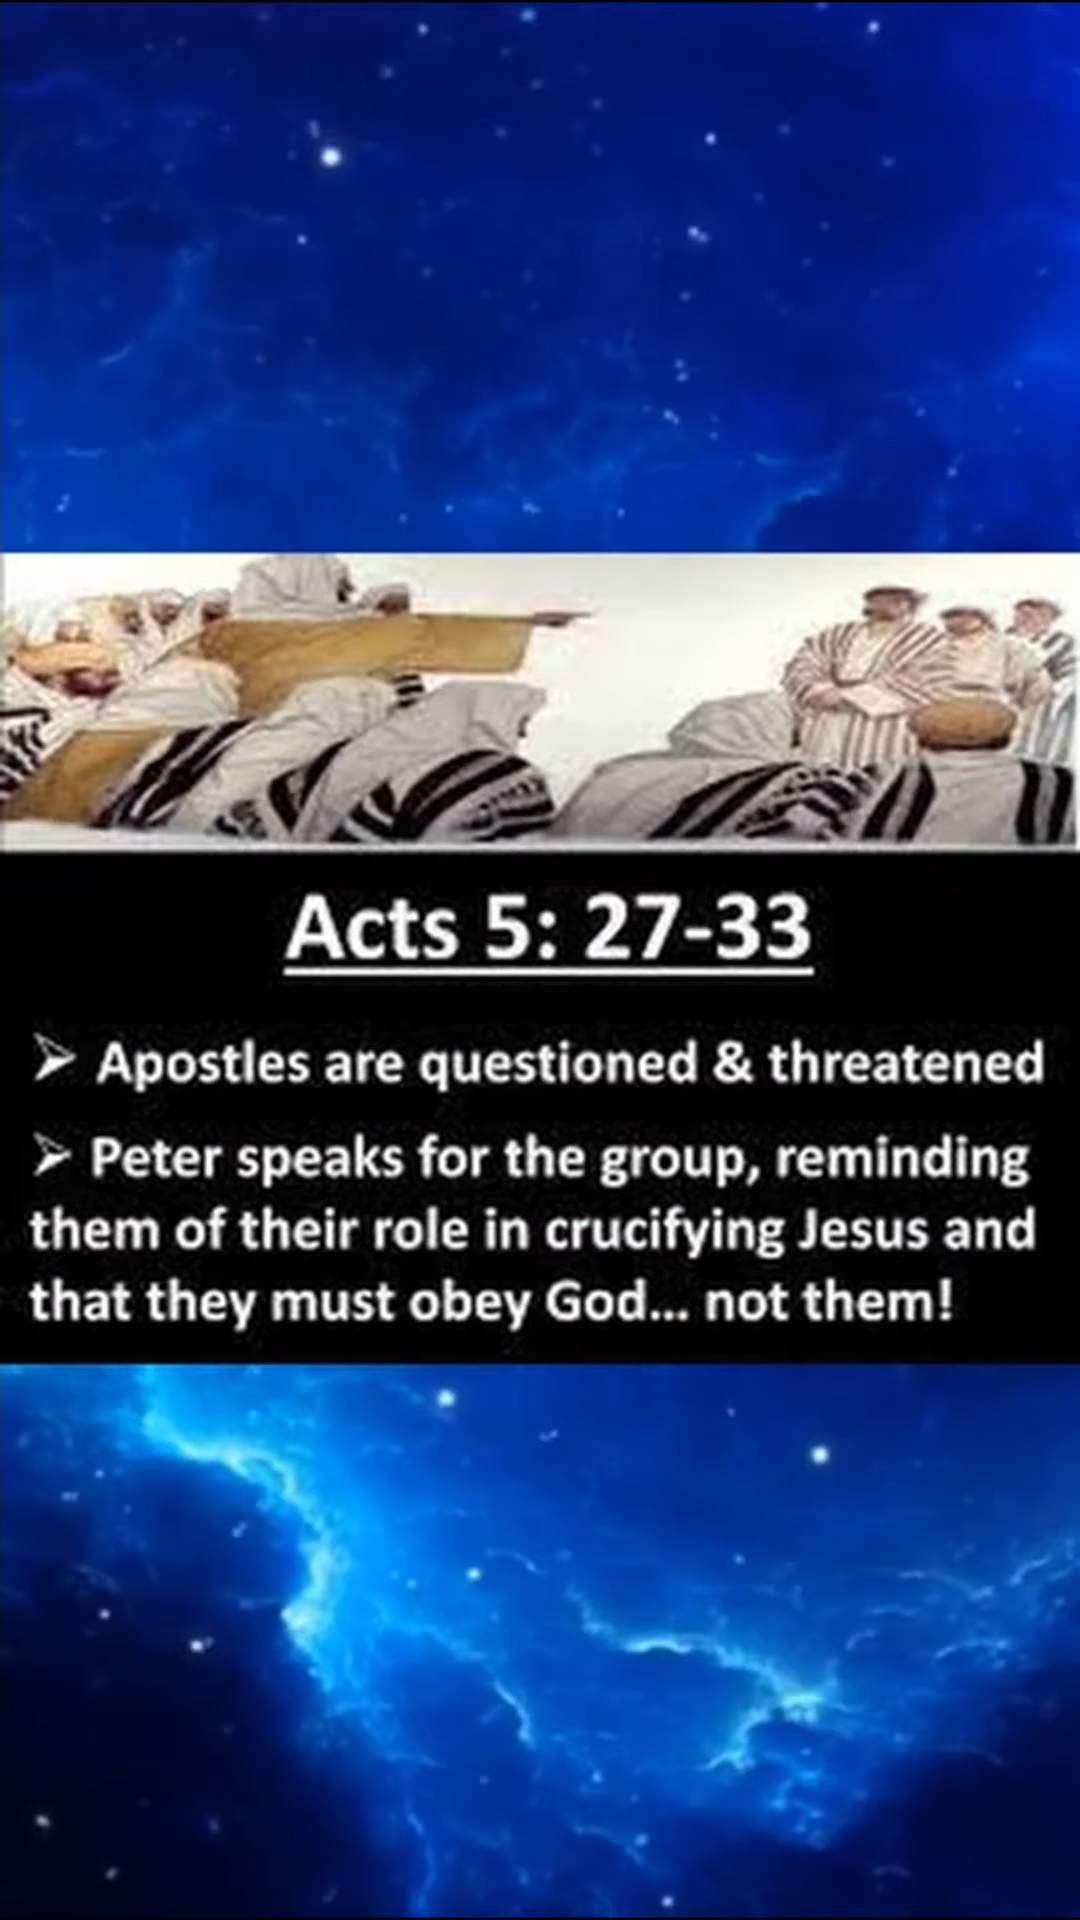 Acts 5: 27-33
➢ Apostles are questioned & threatened
➢ Peter speaks for the group, reminding
them of their role in crucifying Jesus and
that they must obey God... not them!